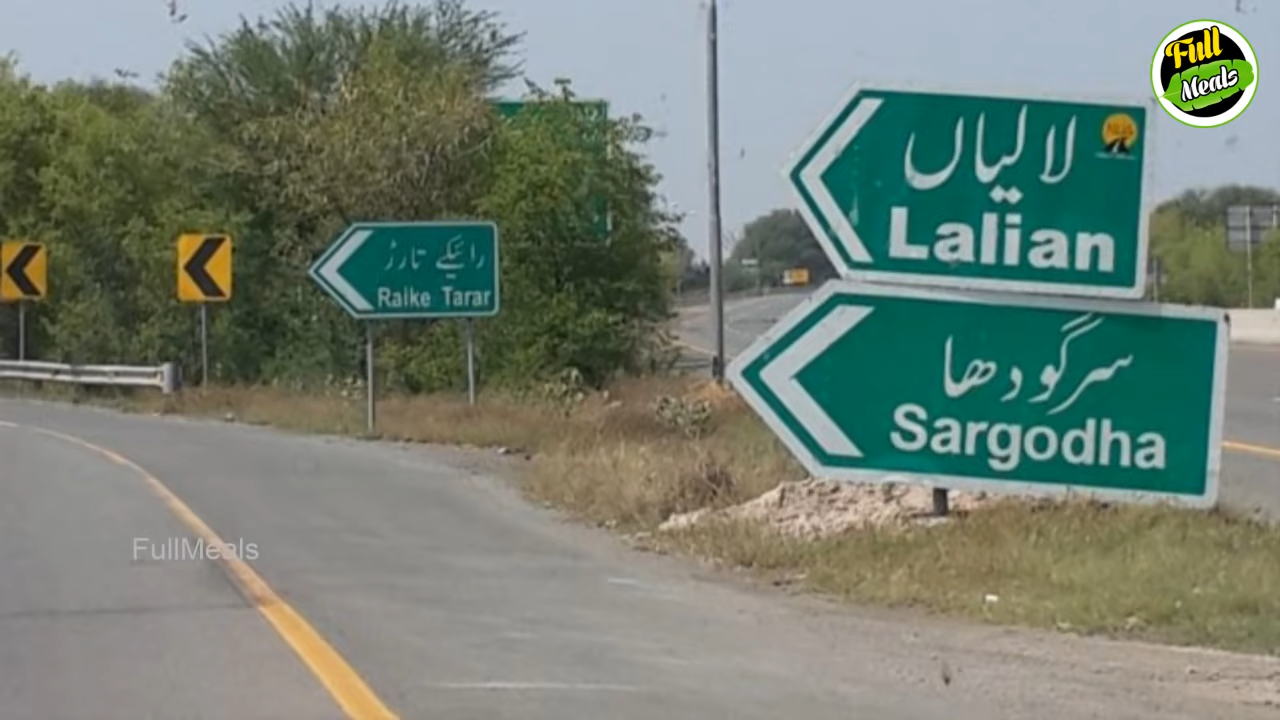 Full
Meals
لالیاں
Lalian
سرگودھا
Sargodha
رائیکے تارڑ
Raike Tarar
FullMeals